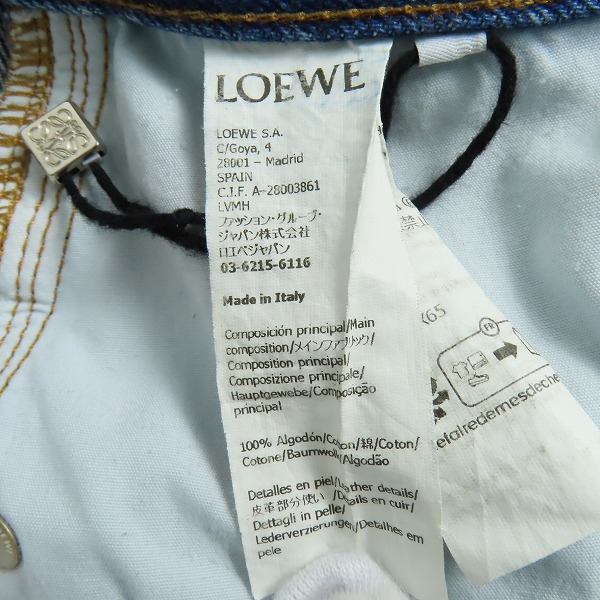 LOEWE
LOEWE S.A.
C/Goya, 4
28001 - Madrid
SPAIN
C.I.F. A-28003861
LVMH
ファッション・グループ・
ジャパン株式会社
ロエベジャパン
03-6215-6116
Made in Italy
Composición principal/Main
composition/メインファブリック/
Composition principal/
Composizione principale/
Hauptgewebe/Composição
principal
100% Algodón/Cotton/綿/Coton/
Cotone/Baumwolle/Algodão
Detalles en piel/Leather details/
皮革部分使い /Détails en cuir/
Dettagli in pelle/
Lederverzierungen/Detalhes em
pele
FR
efairedemesdeche